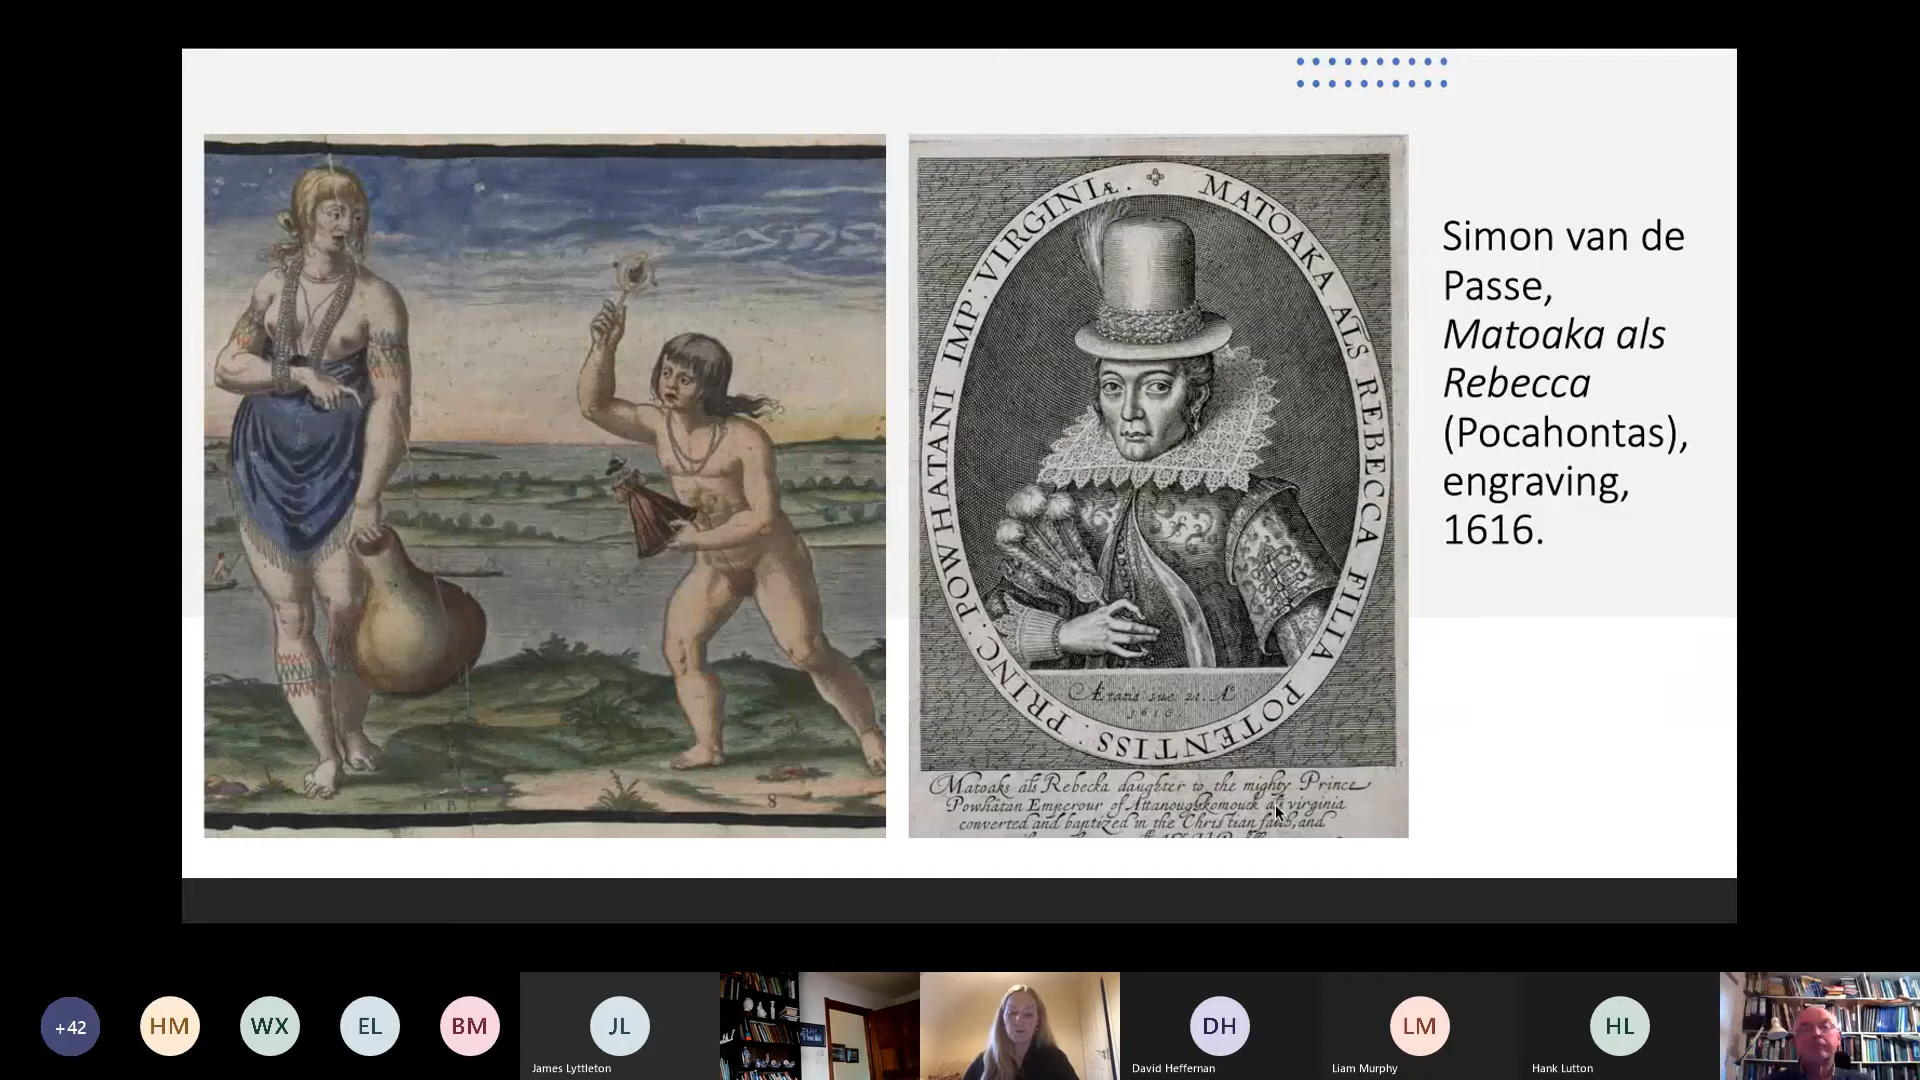 MATOAKA ALS REBECCA FILIA POTENTISS : PRINC : POWHATANI IMP: VIRGINIÆ .
Ætatis suæ 21. Aº
1616.
Matoaks als Rebecka daughter to the mighty Prince
Powhatan Emperour of Attanoughkomouck als virginia
converted and baptized in the Christian faith, and
8
Simon van de
Passe,
Matoaka als
Rebecca
(Pocahontas),
engraving,
1616.
+42
HM
WX
EL
BM
JL
James Lyttleton
DH
David Heffernan
LM
Liam Murphy
HL
Hank Lutton